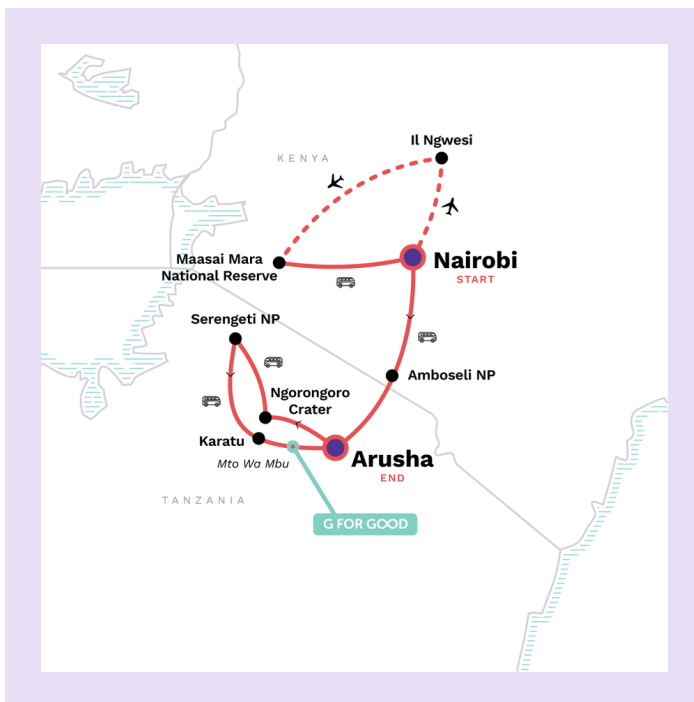 Il Ngwesi
KENYA
Maasai Mara
National Reserve
Nairobi
START
Serengeti NP
Amboseli NP
Ngorongoro
Crater
Karatu
Mto Wa Mbu
Arusha
END
TANZANIA
G FOR GOOD